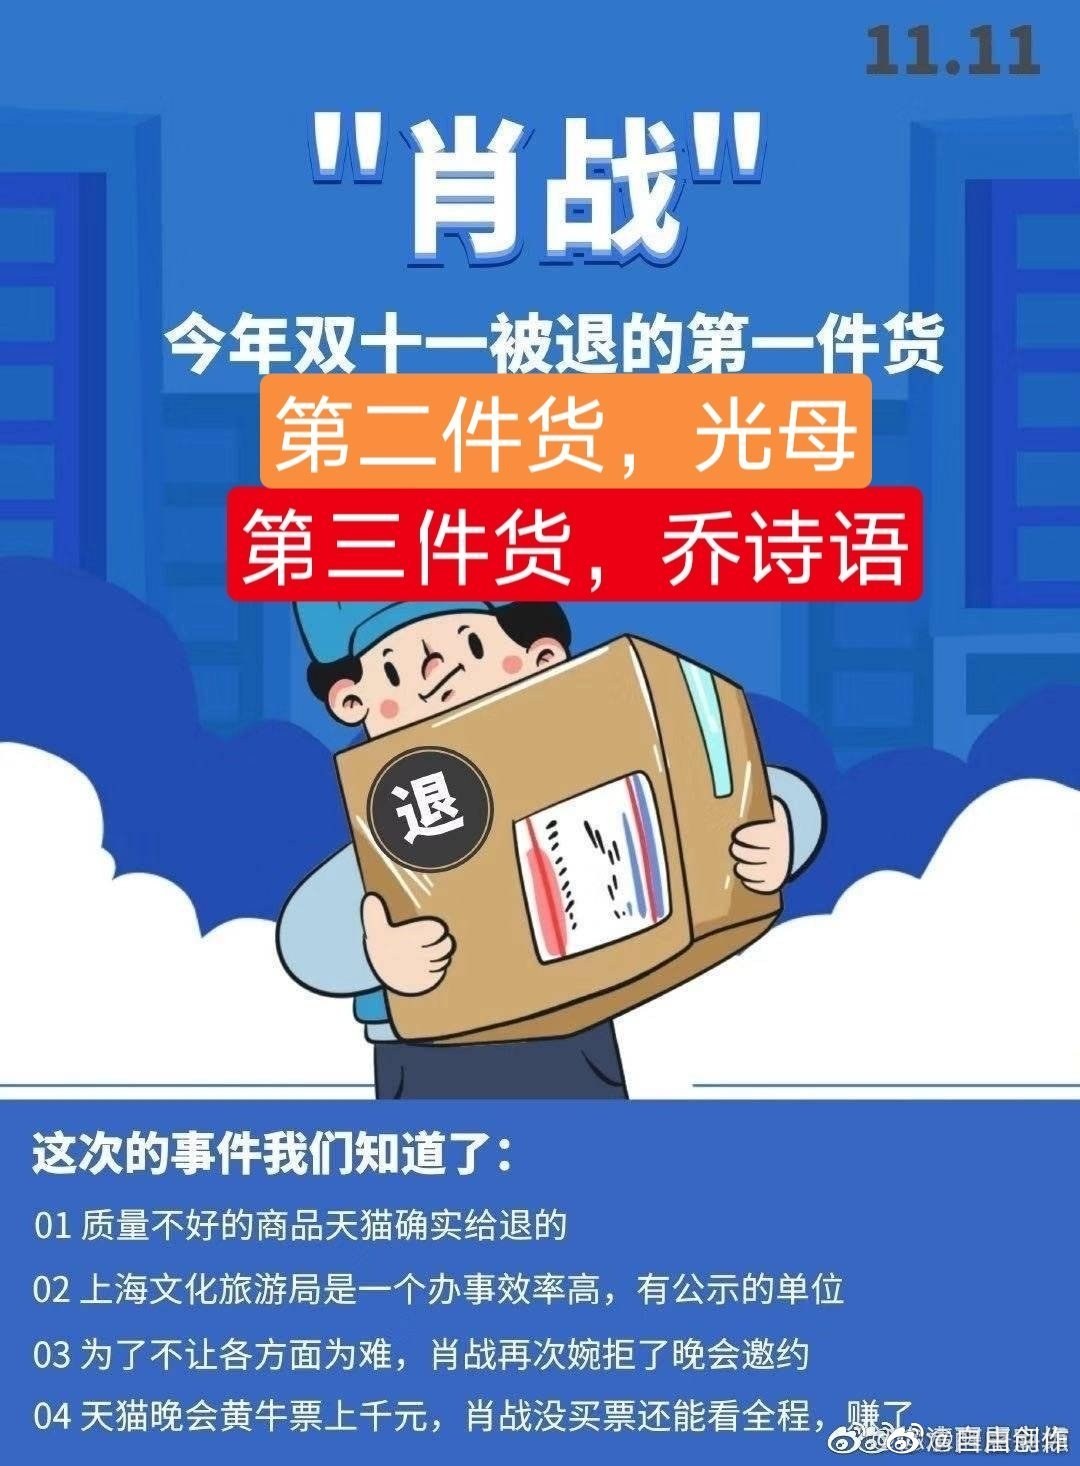 11.11
"肖战"
今年双十一被退的第一件货
第二件货，光母
第三件货，乔诗语
退
这次的事件我们知道了：
01 质量不好的商品天猫确实给退的
02 上海文化旅游局是一个办事效率高，有公示的单位
03 为了不让各方面为难，肖战再次婉拒了晚会邀约
04 天猫晚会黄牛票上千元，肖战没买票还能看全程，赚了